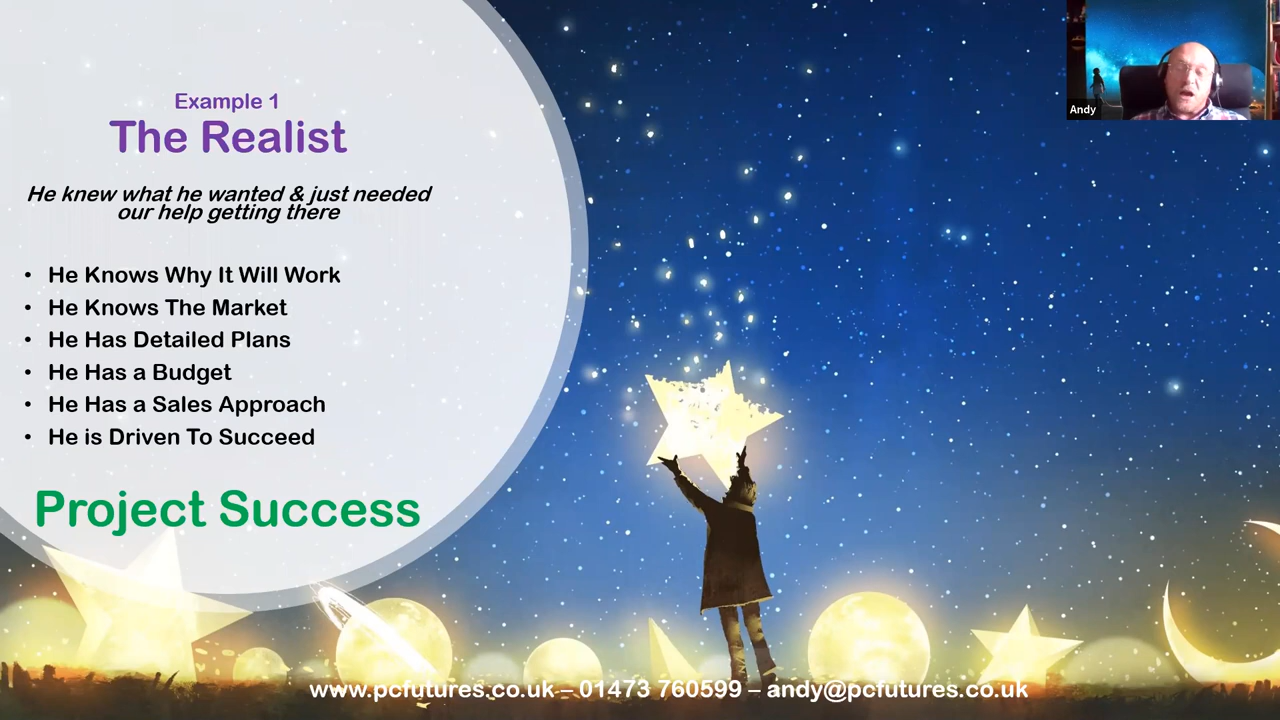 Example 1
The Realist
He knew what he wanted & just needed
our help getting there
• He Knows Why It Will Work
• He Knows The Market
• He Has Detailed Plans
• He Has a Budget
• He Has a Sales Approach
• He is Driven To Succeed
Project Success
www.pcfutures.co.uk – 01473 760599 – andy@pcfutures.co.uk
Andy